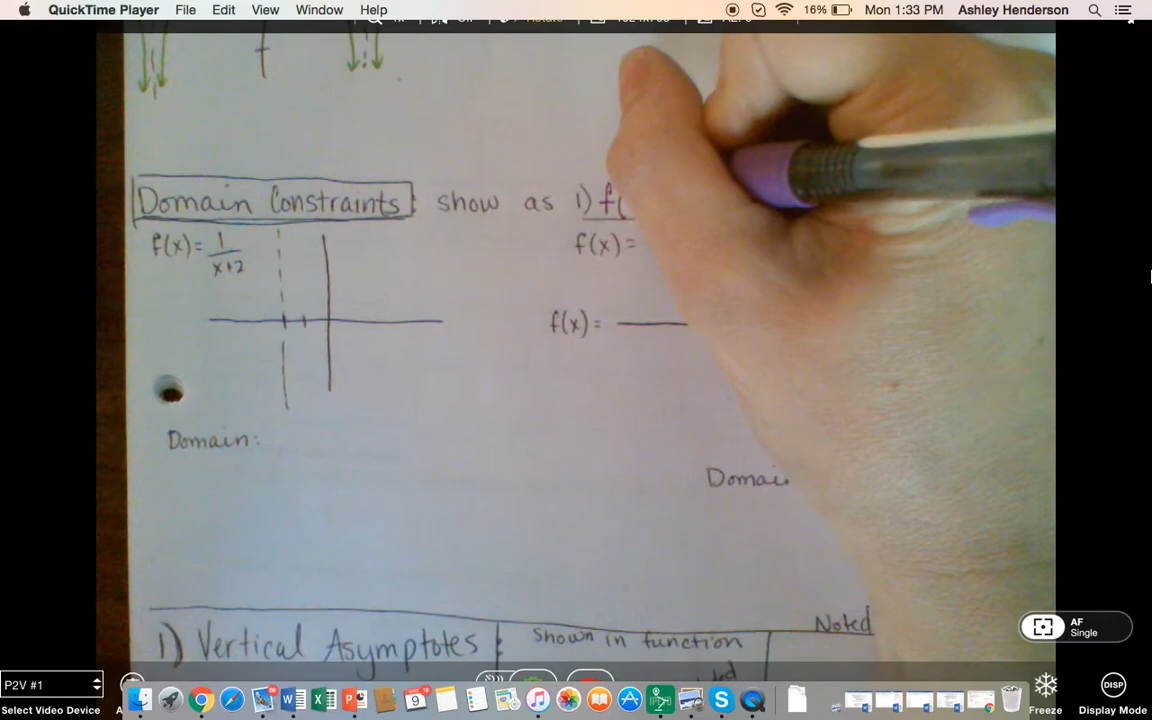 QuickTime Player File Edit View Window Help 16% Mon 1:33 PM Ashley Henderson
Domain Constraints: show as 1) f(
f(x) = 1/x+2
f(x) =
f(x) =
Domain:
Domai
1) Vertical Asymptotes : shown in function
Noted
AF
Single
P2V #1
Select Video Device
Freeze
DISP
Display Mode